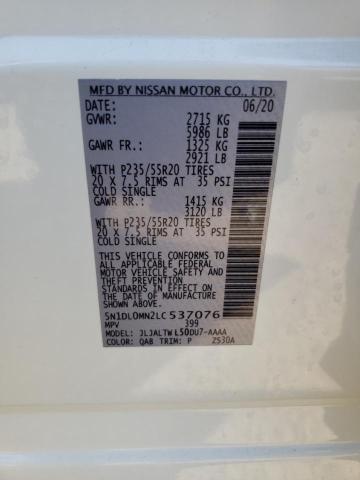 MFD BY NISSAN MOTOR CO., LTD.
DATE: 06/20
GVWR: 2715 KG
5986 LB
GAWR FR.: 1325 KG
2921 LB
WITH P235/55R20 TIRES
20 X 7.5 RIMS AT 35 PSI
COLD SINGLE
GAWR RR.: 1415 KG
3120 LB
WITH P235/55R20 TIRES
20 X 7.5 RIMS AT 35 PSI
COLD SINGLE
THIS VEHICLE CONFORMS TO
ALL APPLICABLE FEDERAL
MOTOR VEHICLE SAFETY AND
THEFT PREVENTION STANDARDS
IN EFFECT ON THE DATE OF
MANUFACTURE SHOWN ABOVE.
5N1DL0MN2LC537076
MPV 399
MODEL: JLJALTWL50DU7-AAAA
COLOR: QAB TRIM: P Z530A